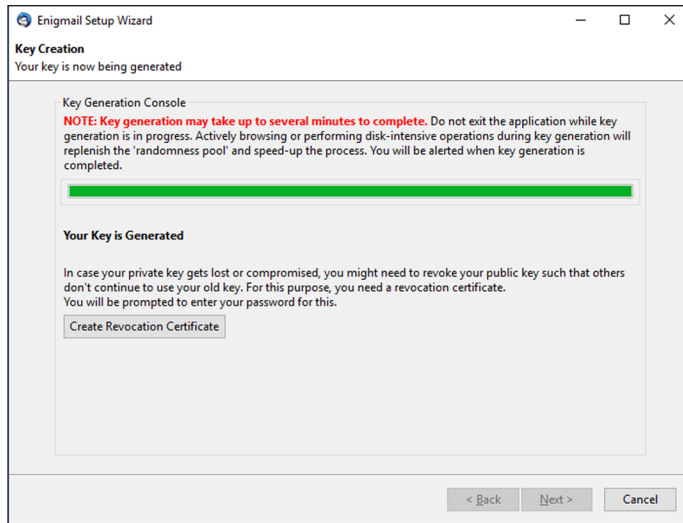 Enigmail Setup Wizard
Key Creation
Your key is now being generated
Key Generation Console
NOTE: Key generation may take up to several minutes to complete. Do not exit the application while key
generation is in progress. Actively browsing or performing disk-intensive operations during key generation will
replenish the 'randomness pool' and speed-up the process. You will be alerted when key generation is
completed.
Your Key is Generated
In case your private key gets lost or compromised, you might need to revoke your public key such that others
don't continue to use your old key. For this purpose, you need a revocation certificate.
You will be prompted to enter your password for this.
Create Revocation Certificate
< Back Next > Cancel